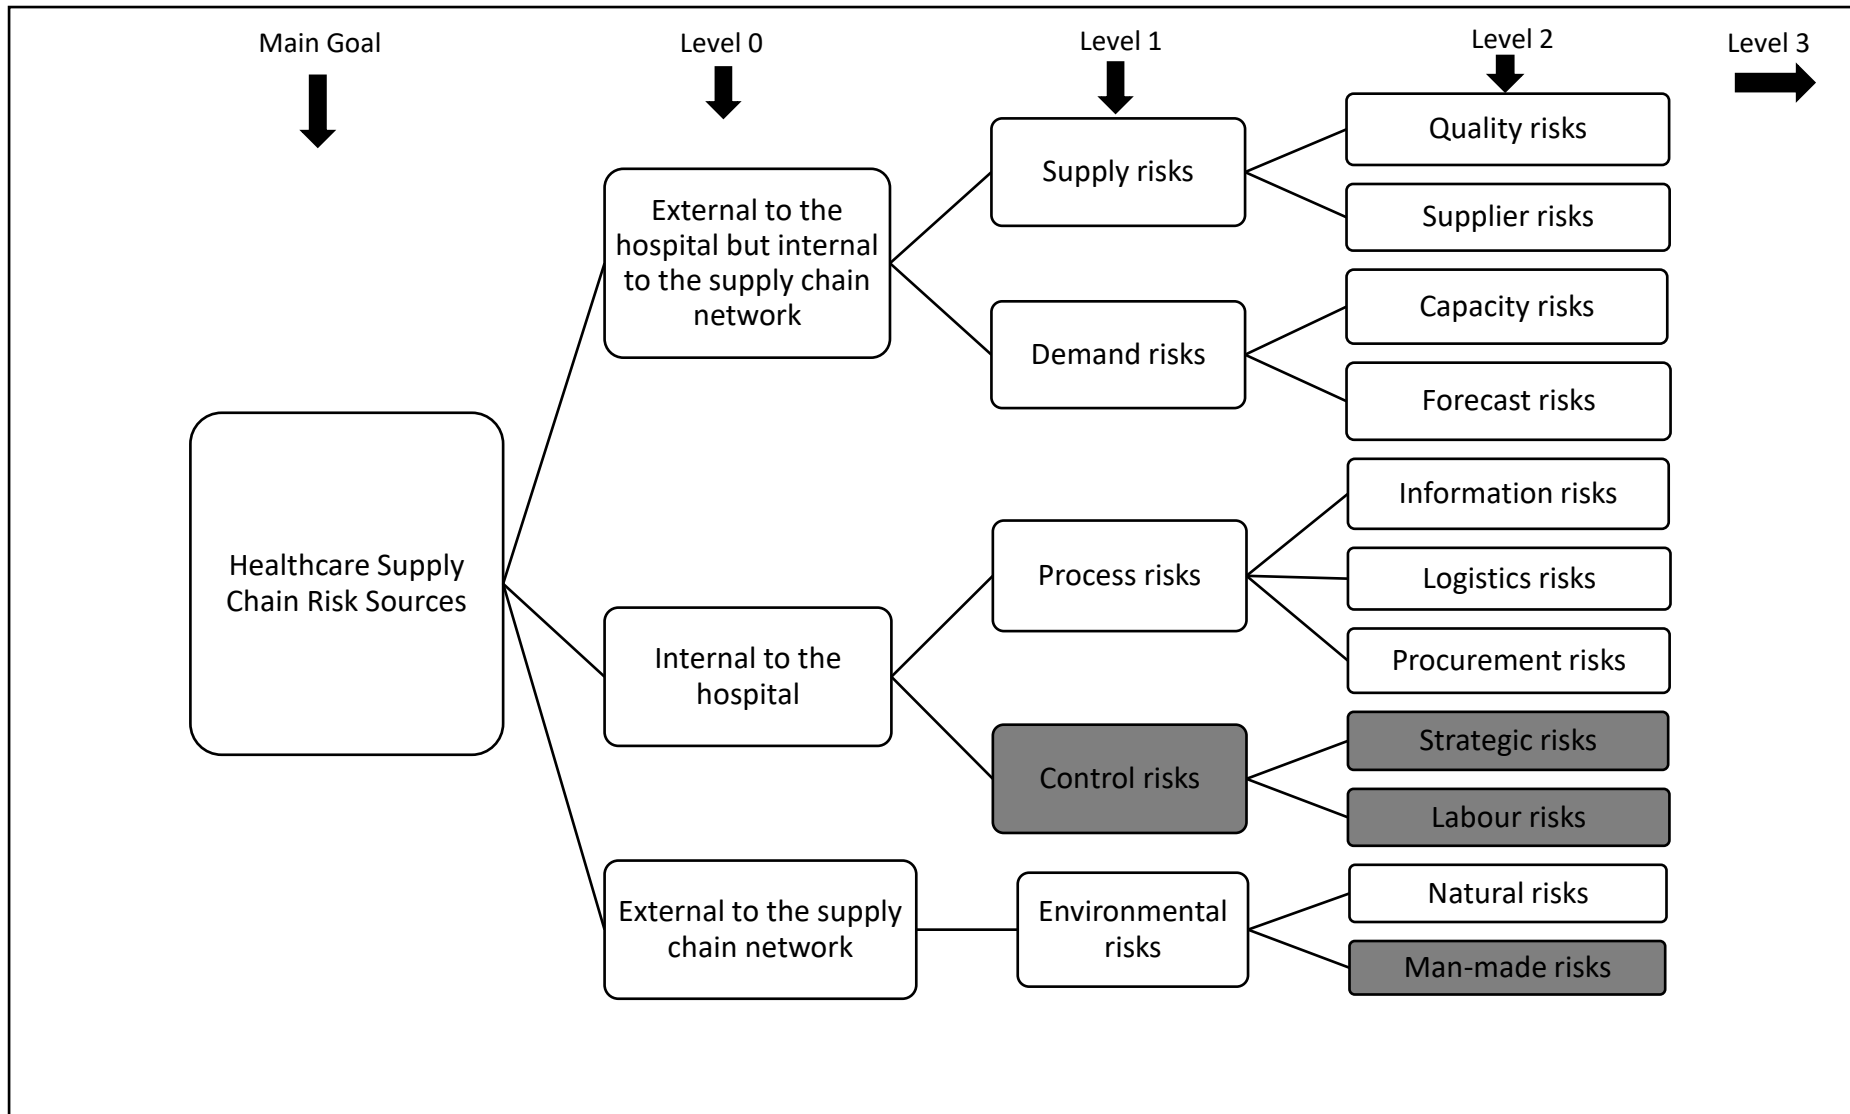 Main Goal
Level 0
Level 1
Level 2
Level 3
Healthcare Supply
Chain Risk Sources
External to the
hospital but internal
to the supply chain
network
Internal to the
hospital
External to the supply
chain network
Supply risks
Demand risks
Process risks
Control risks
Environmental
risks
Quality risks
Supplier risks
Capacity risks
Forecast risks
Information risks
Logistics risks
Procurement risks
Strategic risks
Labour risks
Natural risks
Man-made risks